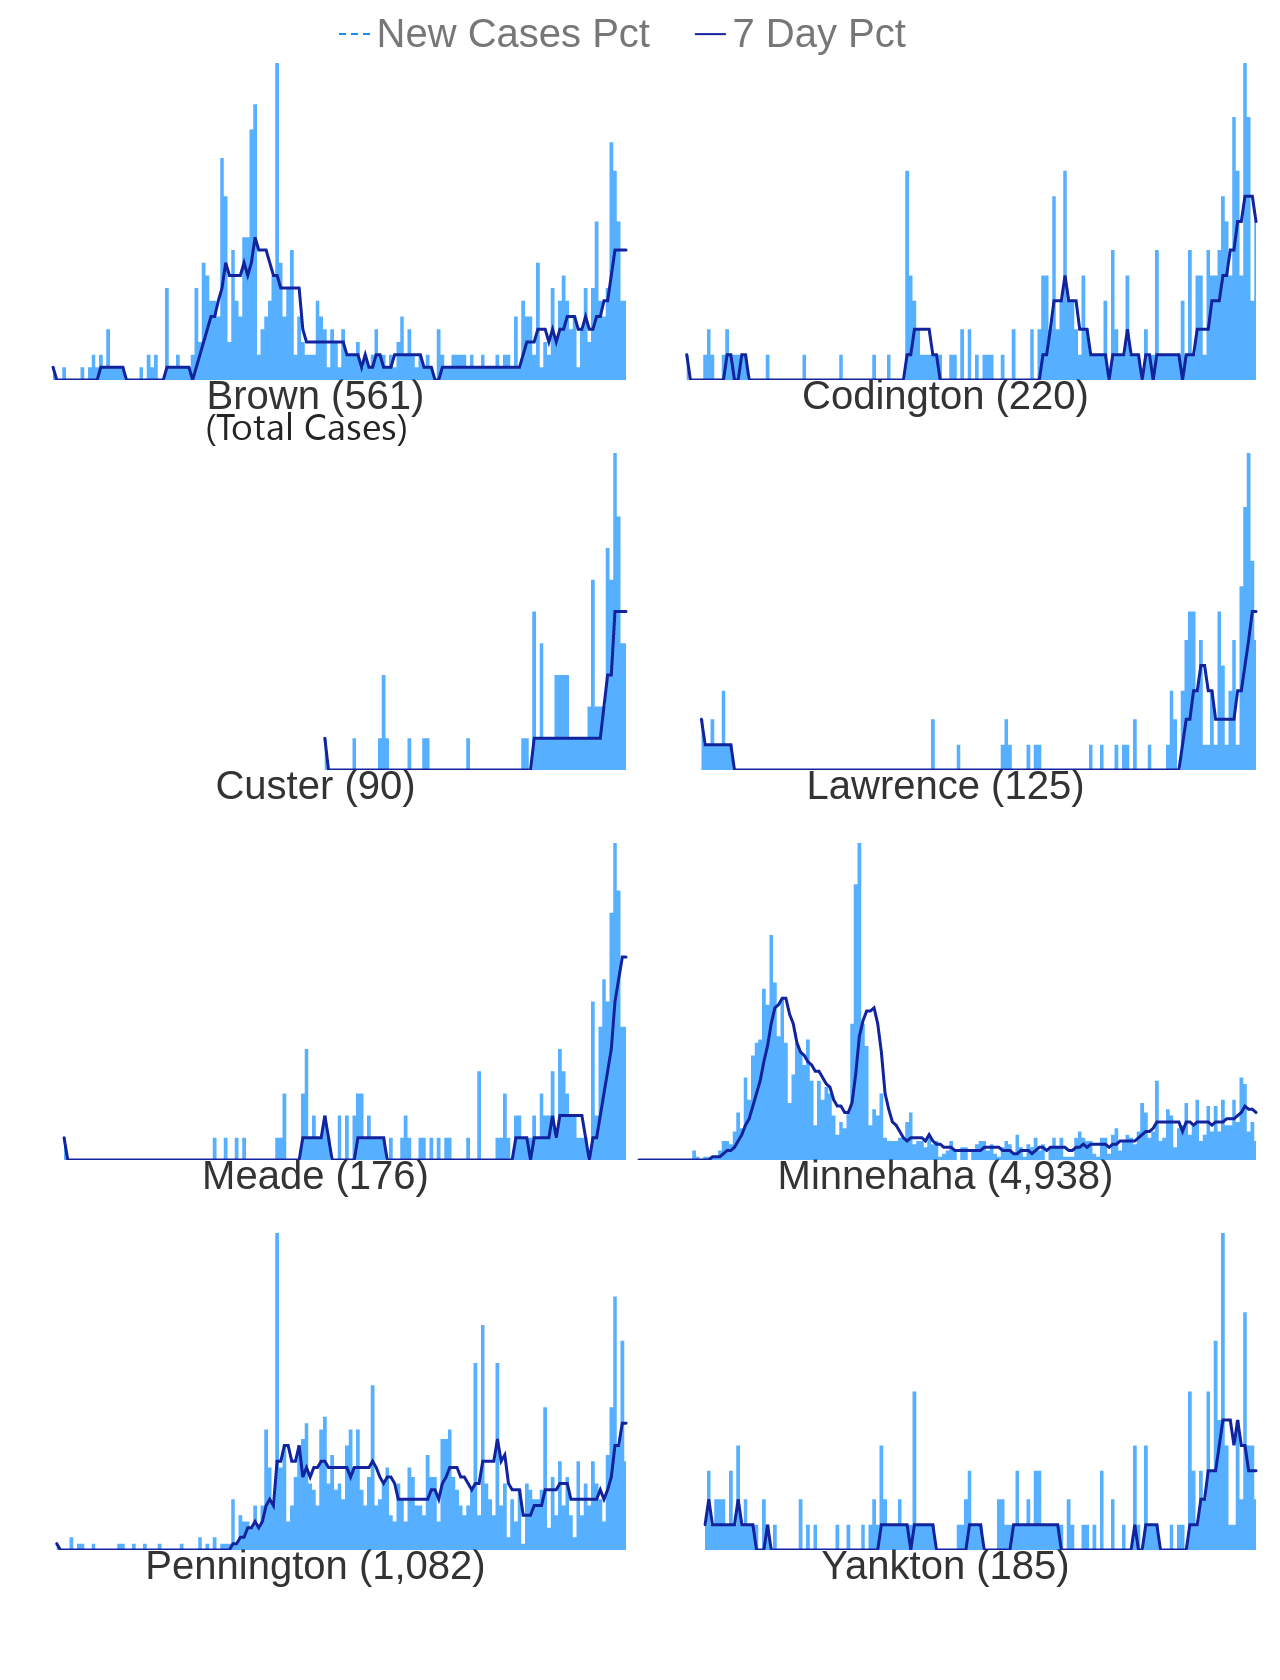 New Cases Pct 7 Day Pct
Brown (561) Codington (220)
(Total Cases)
Custer (90) Lawrence (125)
Meade (176) Minnehana (4,938)
Pennington (1,082) Yankton (185)